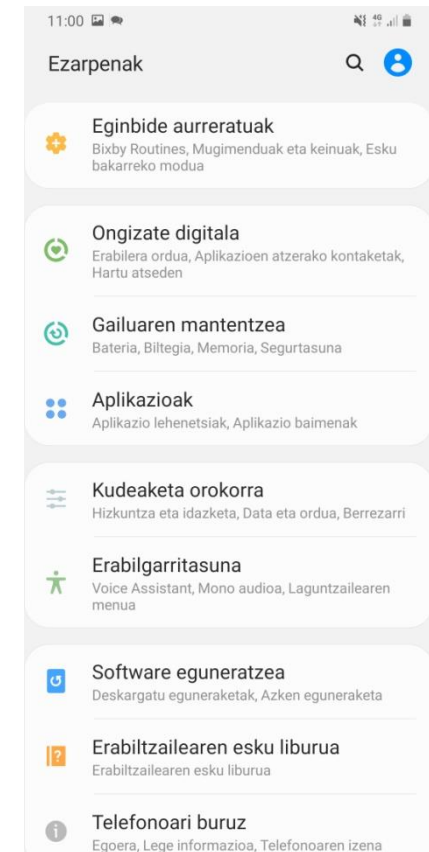 11:00
4G
Ezarpenak
Eginbide aurreratuak
Bixby Routines, Mugimenduak eta keinuak, Esku
bakarreko modua
Ongizate digitala
Erabilera ordua, Aplikazioen atzerako kontaketak,
Hartu atseden
Gailuaren mantentzea
Bateria, Biltegia, Memoria, Segurtasuna
Aplikazioak
Aplikazio lehenetsiak, Aplikazio baimenak
Kudeaketa orokorra
Hizkuntza eta idazketa, Data eta ordua, Berrezarri
Erabilgarritasuna
Voice Assistant, Mono audioa, Laguntzailearen
menua
Software eguneratzea
Deskargatu eguneraketak, Azken eguneraketa
Erabiltzailearen esku liburua
Erabiltzailearen esku liburua
Telefonoari buruz
Egoera, Lege informazioa, Telefonoaren izena